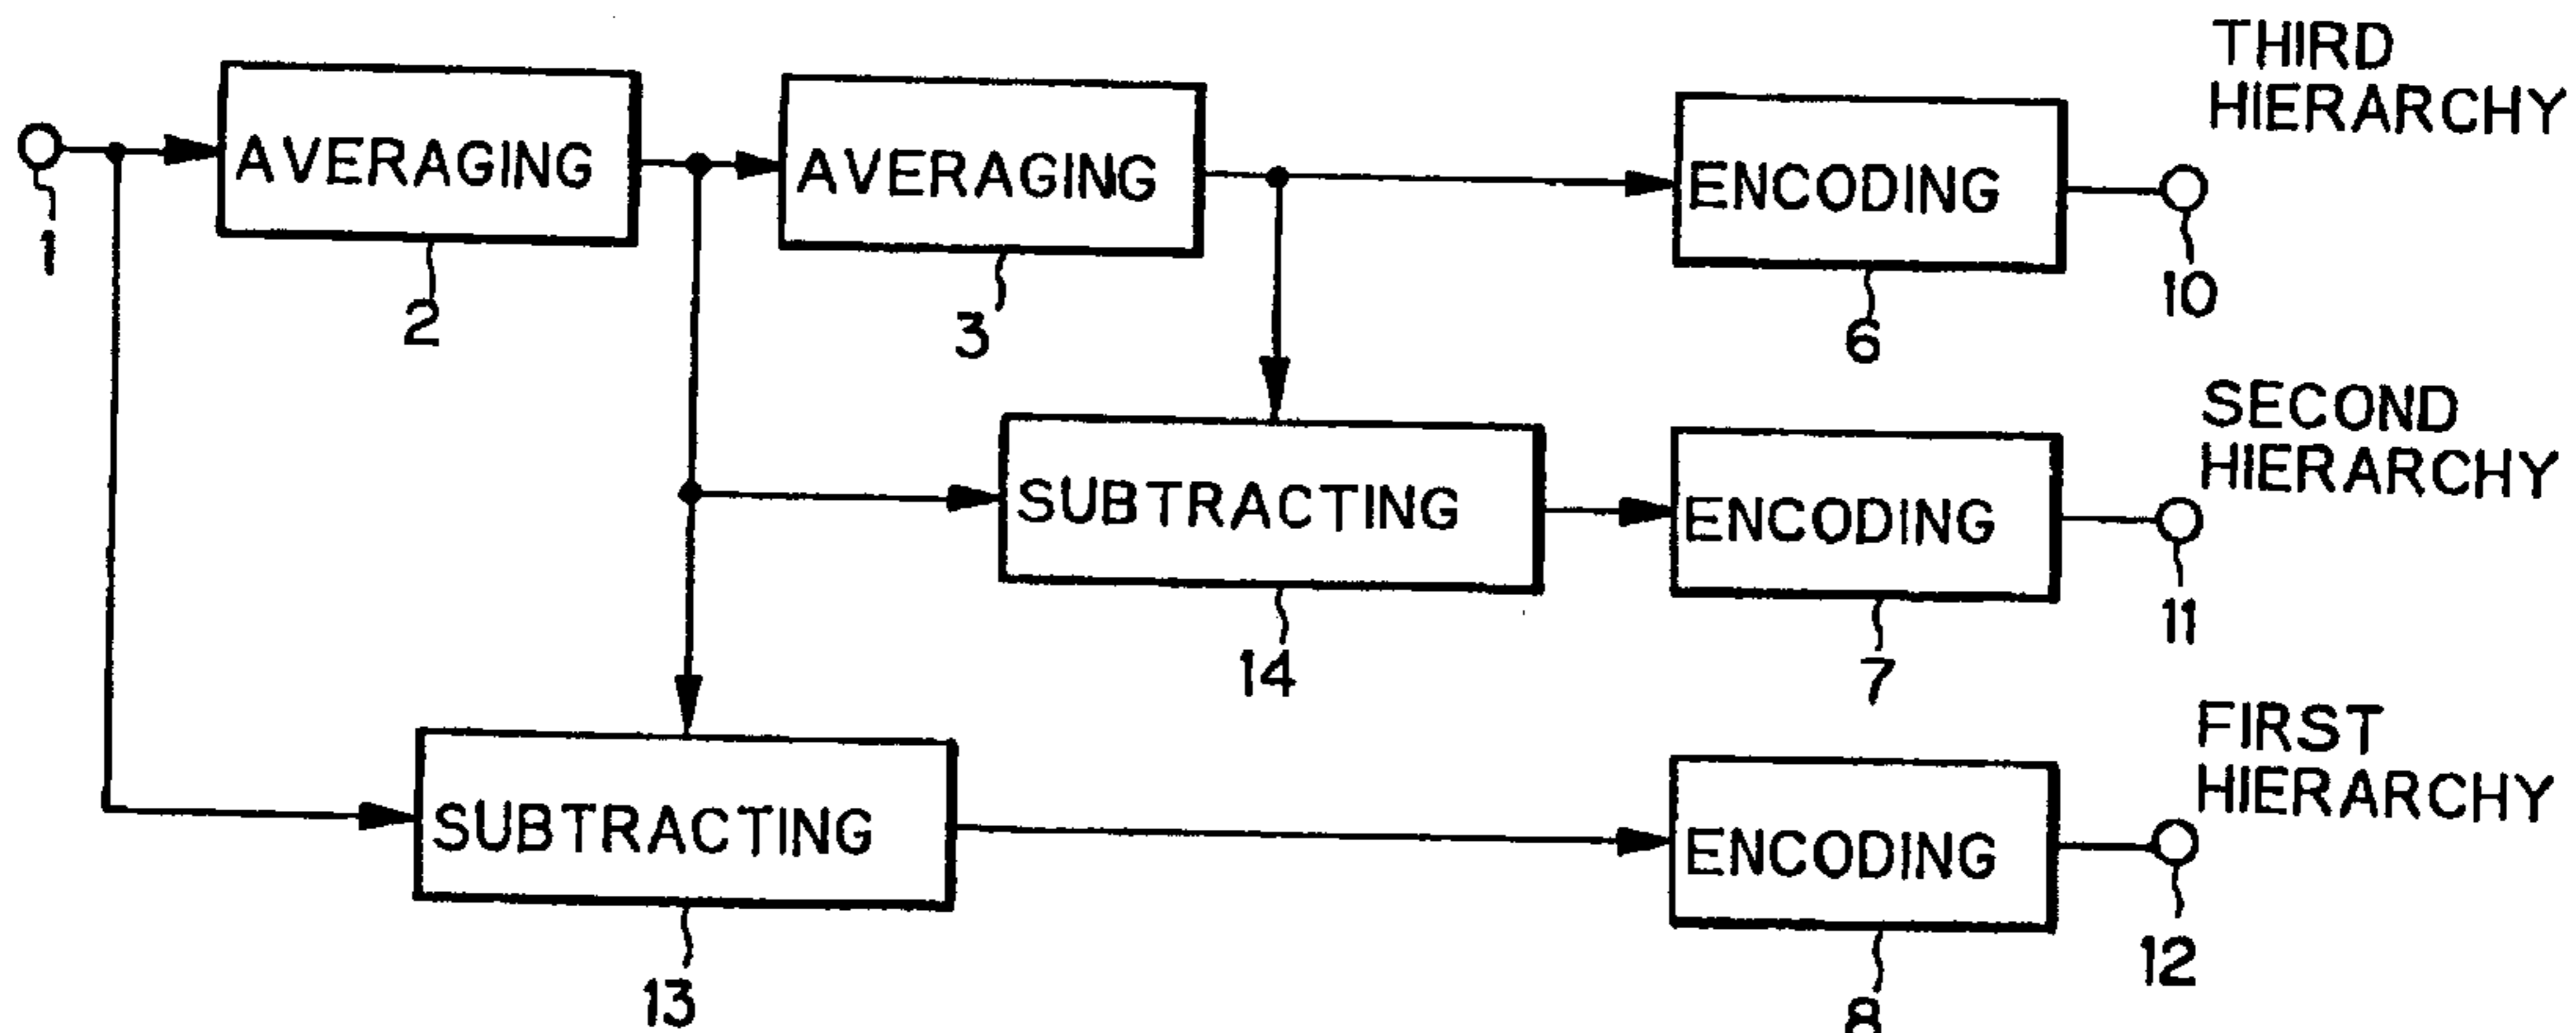 THIRD
HIERARCHY
AVERAGING
AVERAGING
ENCODING
1
2
3
6
10
SECOND
HIERARCHY
SUBTRACTING
ENCODING
14
7
11
FIRST
HIERARCHY
SUBTRACTING
ENCODING
13
8
12